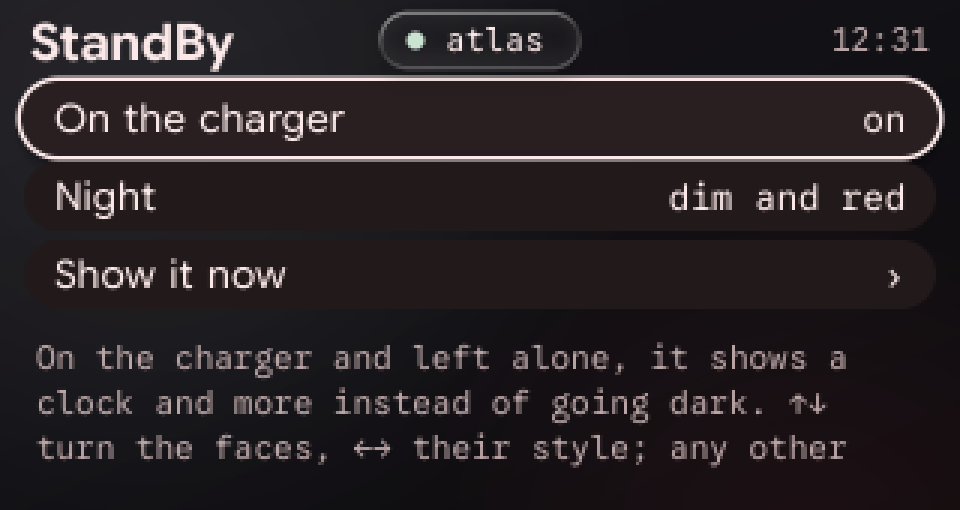 StandBy
atlas
12:31
On the charger on
Night dim and red
Show it now ›
On the charger and left alone, it shows a
clock and more instead of going dark. ↑↓
turn the faces, ↔ their style; any other